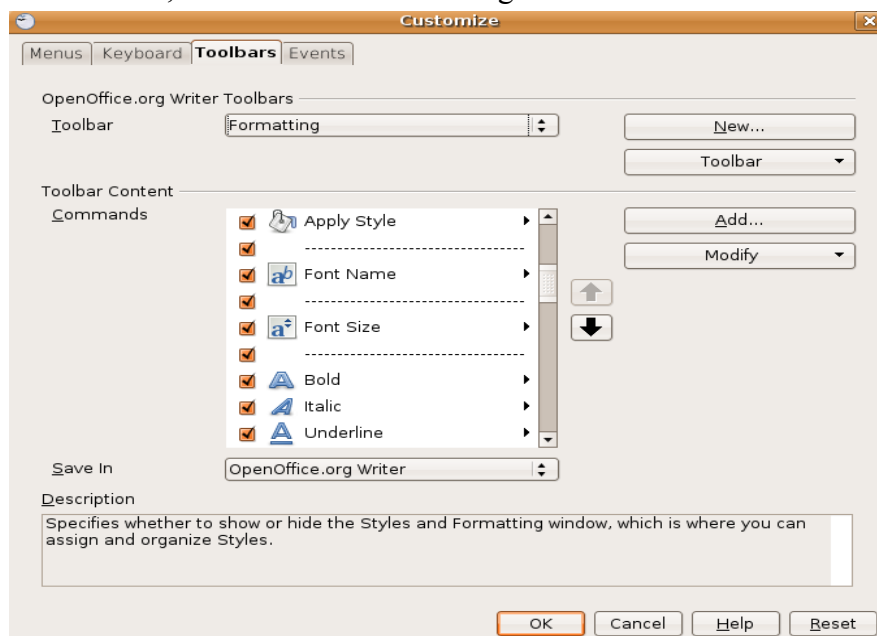 Customize
Menus Keyboard Toolbars Events
OpenOffice.org Writer Toolbars
Toolbar Formatting New...
Toolbar
Toolbar Content
Commands Apply Style Add...
------------------------
Modify
Font Name
------------------------
Font Size
------------------------
Bold
Italic
Underline
Save In OpenOffice.org Writer
Description
Specifies whether to show or hide the Styles and Formatting window, which is where you can
assign and organize Styles.
OK Cancel Help Reset